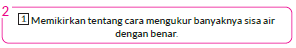 2
1 Memikirkan tentang cara mengukur banyaknya sisa air
dengan benar.